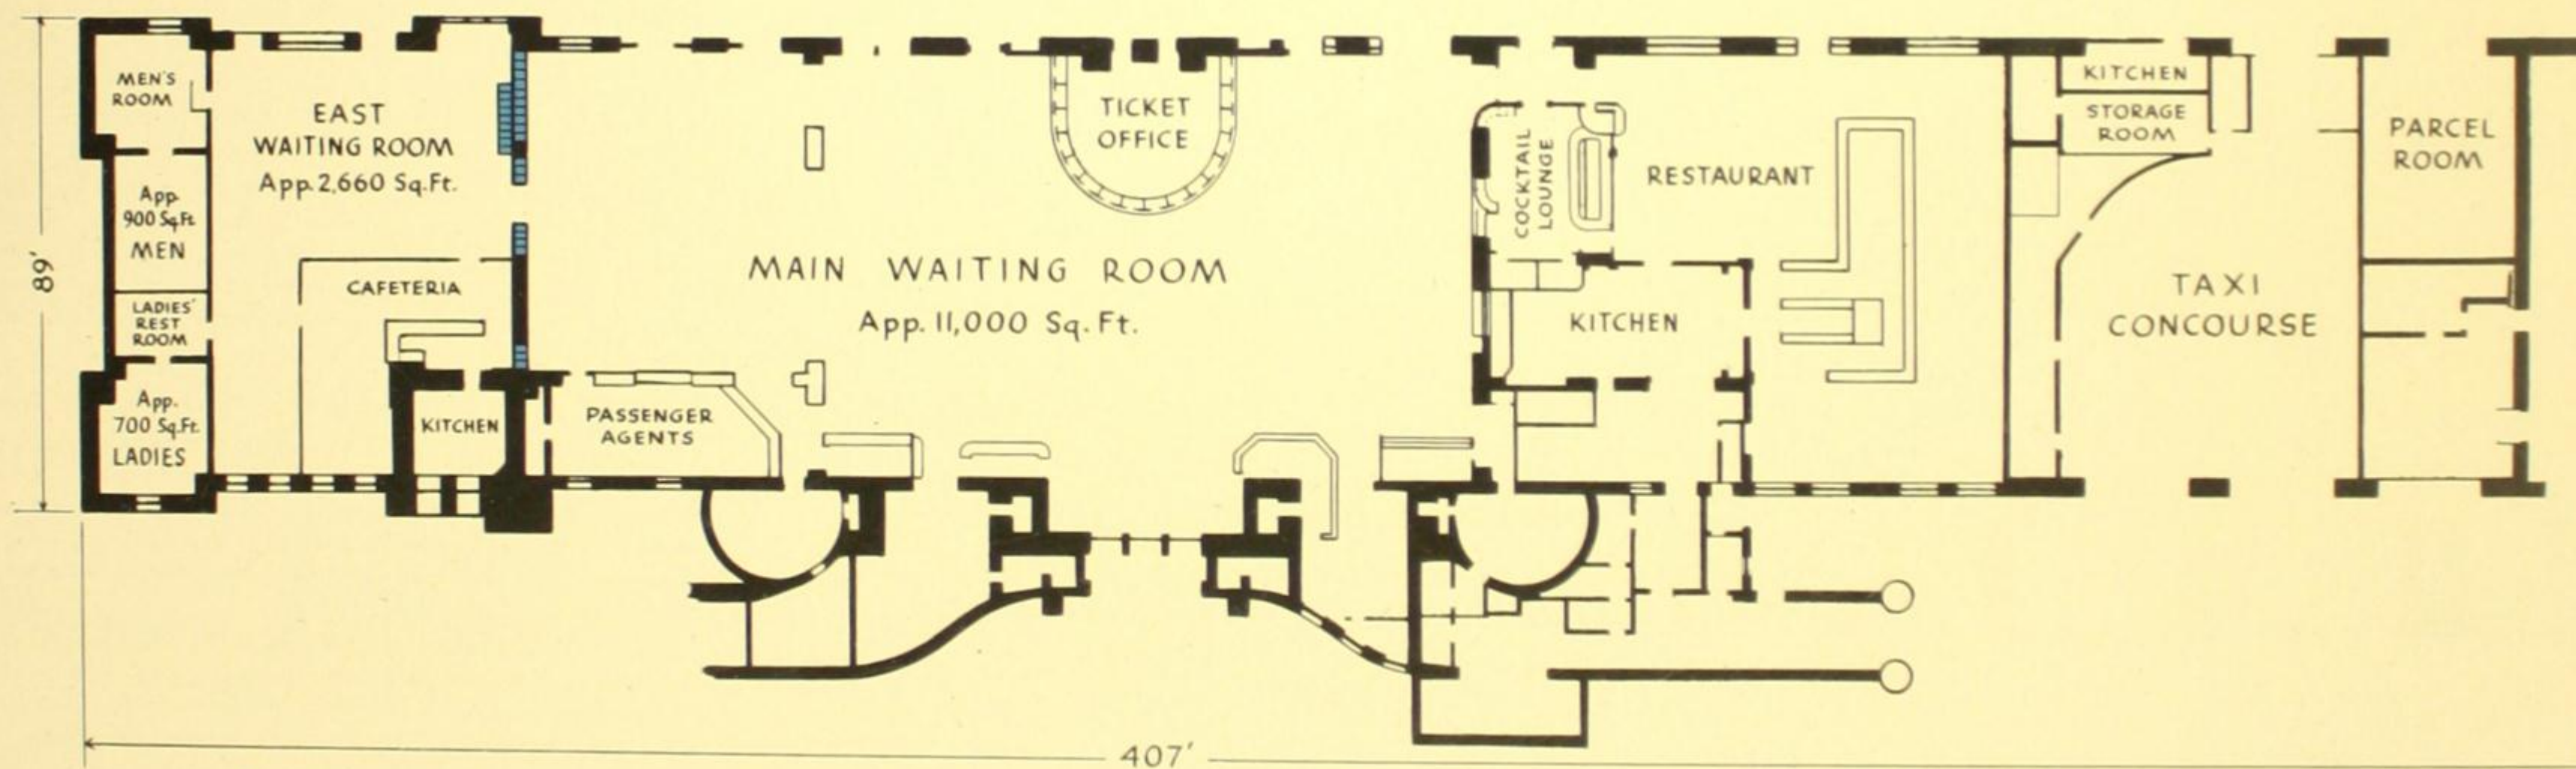 MEN'S
ROOM
EAST
WAITING ROOM
App. 2,660 Sq.Ft.
App.
900 Sq.Ft.
MEN
LADIES'
REST
ROOM
App.
700 Sq.Ft.
LADIES
CAFETERIA
KITCHEN
PASSENGER
AGENTS
TICKET
OFFICE
MAIN WAITING ROOM
App. 11,000 Sq. Ft.
COCKTAIL
LOUNGE
RESTAURANT
KITCHEN
KITCHEN
STORAGE
ROOM
TAXI
CONCOURSE
PARCEL
ROOM
89'
407'